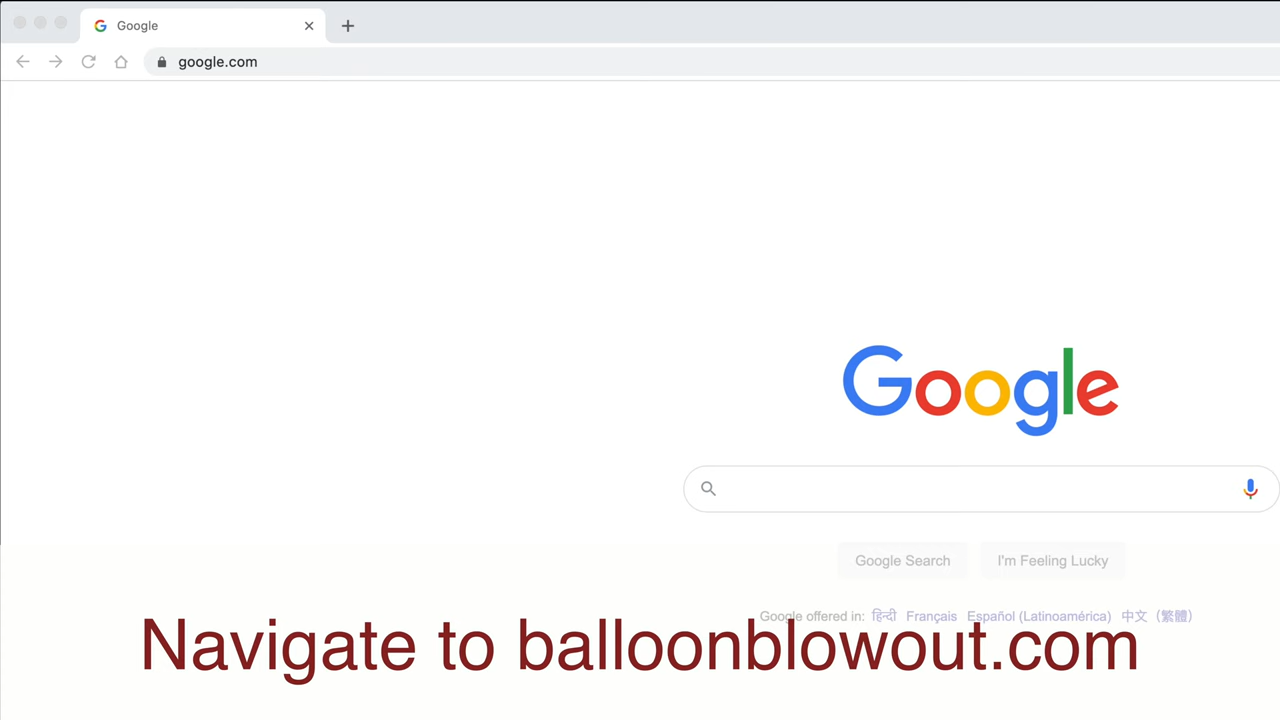 Google
google.com
Google
Google Search
I'm Feeling Lucky
Google offered in: हिन्दी Français Español (Latinoamérica) 中文（繁體）
Navigate to balloonblowout.com